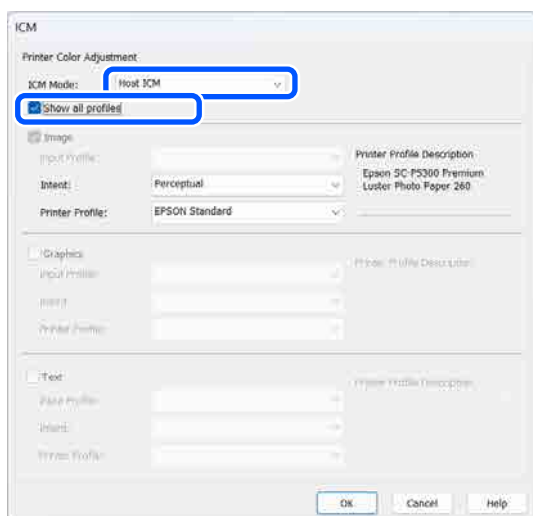 ICM
Printer Color Adjustment
ICM Mode: Host ICM
Show all profiles
Image
Input Profile:
Intent: Perceptual
Printer Profile: EPSON Standard
Printer Profile Description
Epson SC-P5300 Premium
Luster Photo Paper 260
Graphics
Input Profile:
Intent:
Printer Profile:
Printer Profile Description
Text
Input Profile:
Intent:
Printer Profile:
Printer Profile Description
OK Cancel Help